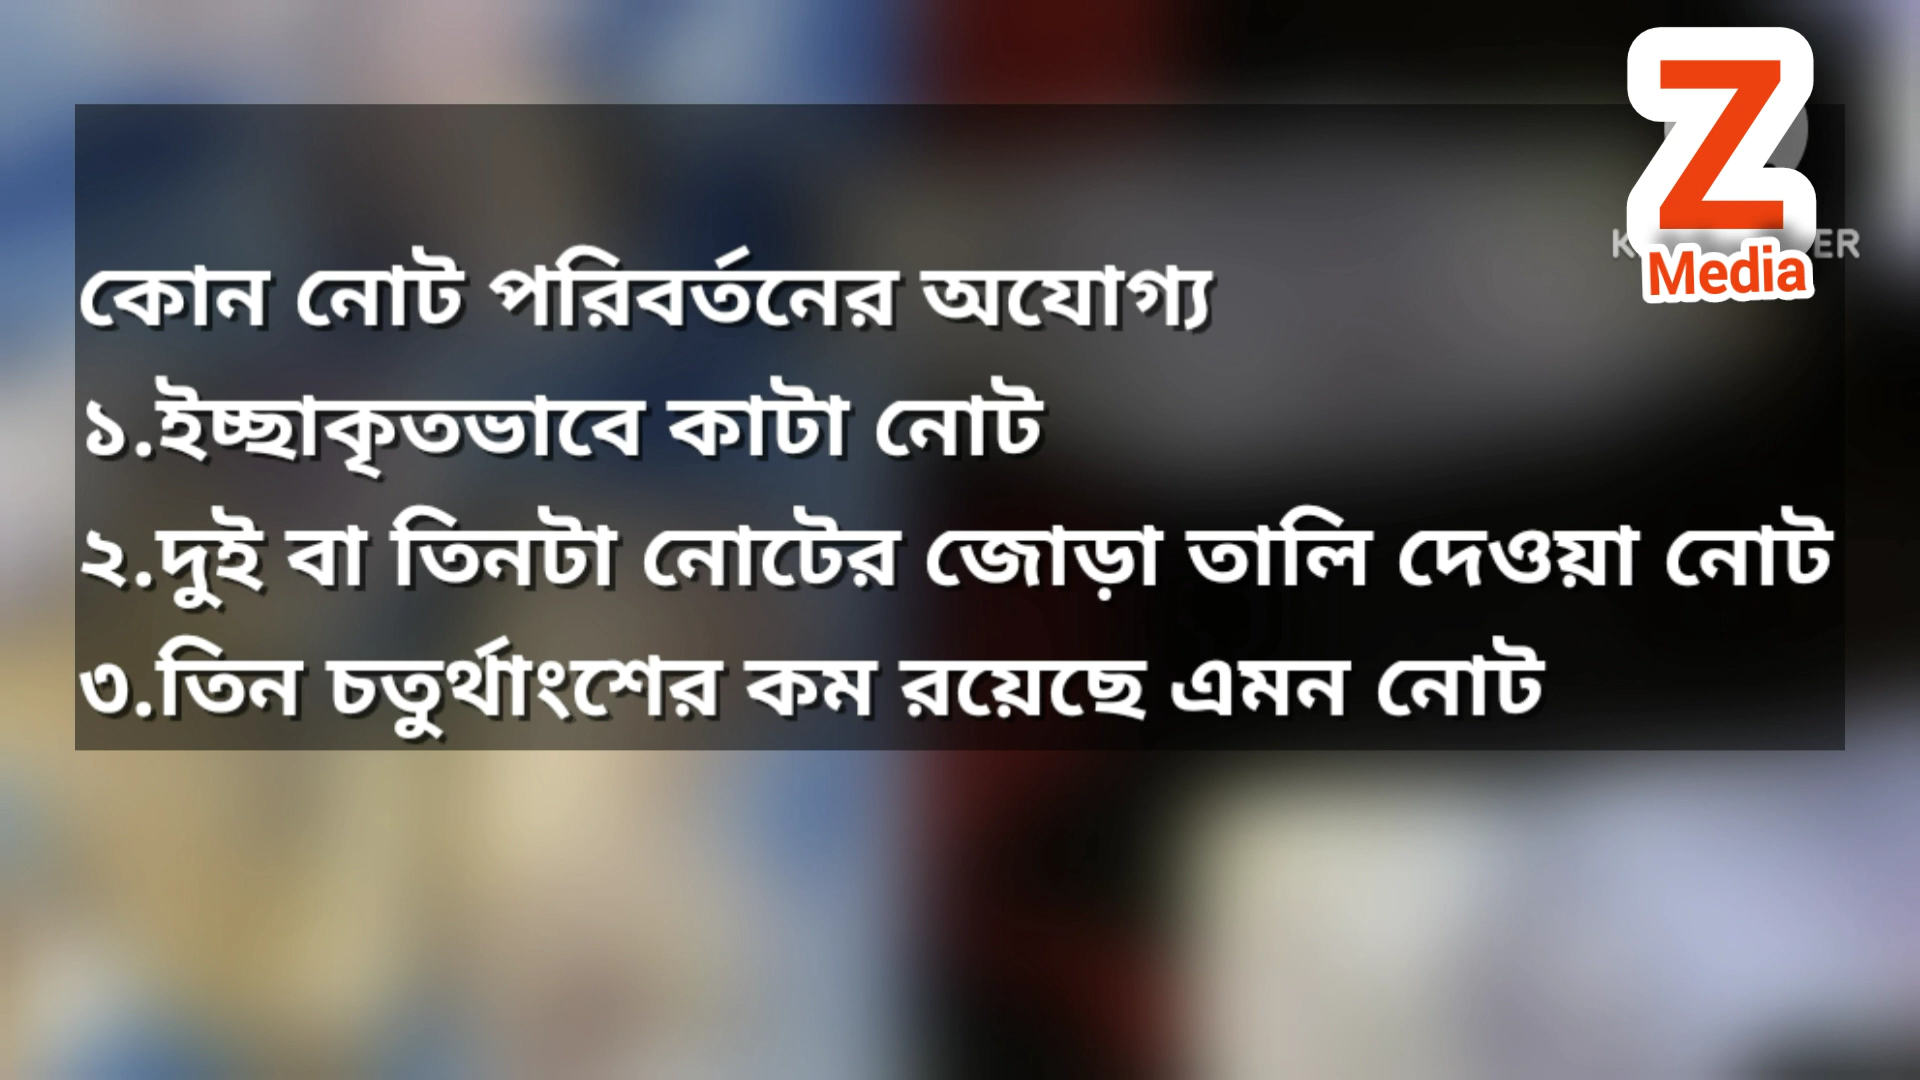 Z
Media
কোন নোট পরিবর্তনের অযোগ্য
১.ইচ্ছাকৃতভাবে কাটা নোট
২.দুই বা তিনটা নোটের জোড়া তালি দেওয়া নোট
৩.তিন চতুর্থাংশের কম রয়েছে এমন নোট